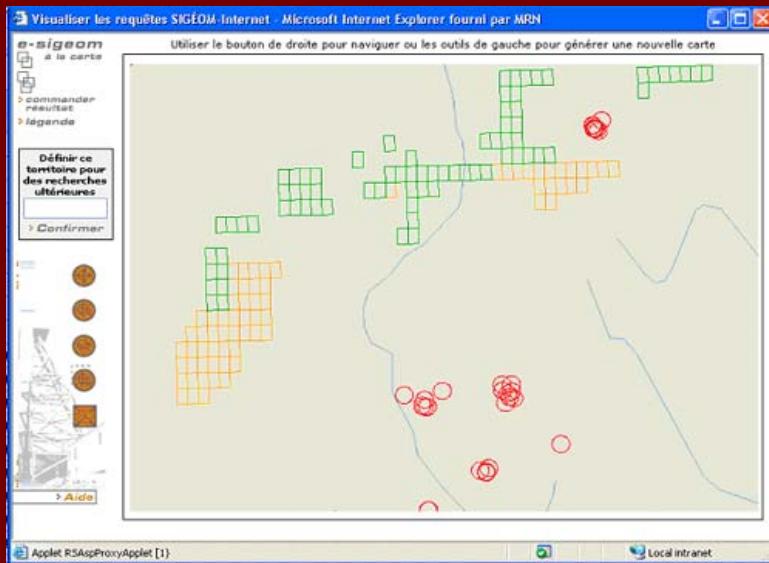 Visualiser les requêtes SIGÉOM-Internet - Microsoft Internet Explorer fourni par MRN
e-sigeom
à la carte
Utiliser le bouton de droite pour naviguer ou les outils de gauche pour générer une nouvelle carte
> commander
résultat
> légende
Définir ce
territoire pour
des recherches
ultérieures
> Confirmer
> Aide
Applet RSAspProxyApplet [1}
Local intranet